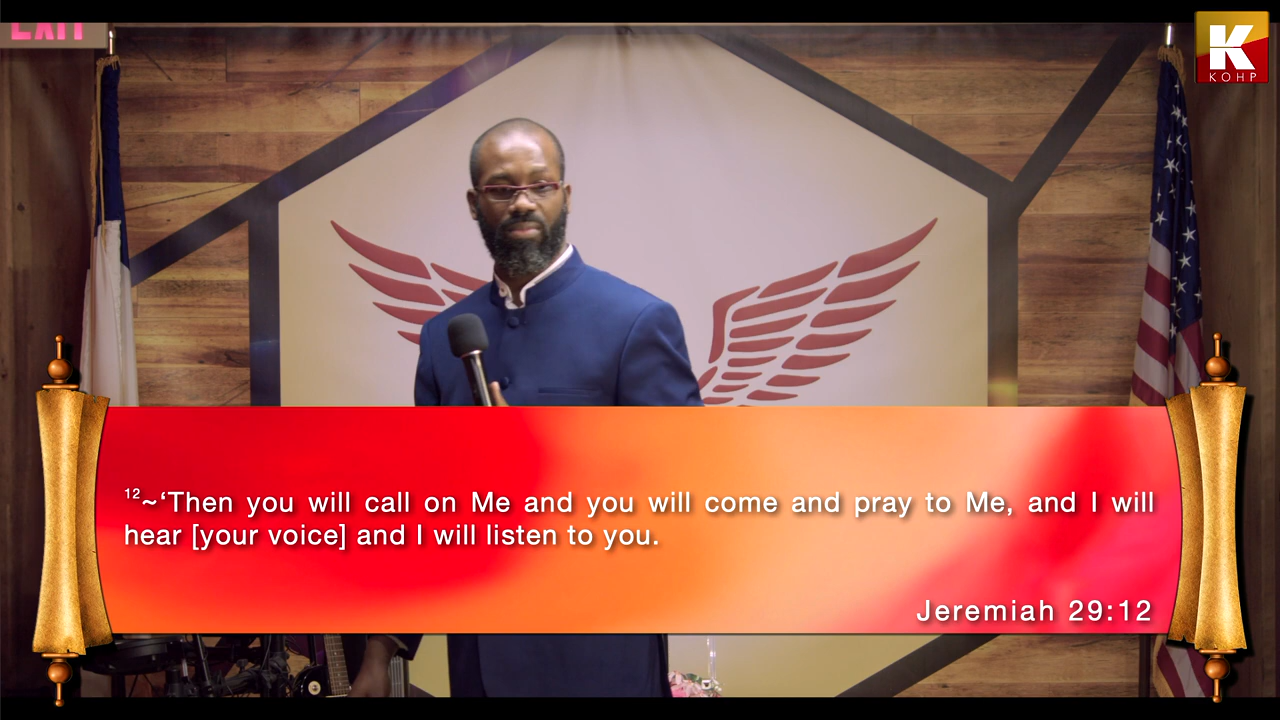 EXIT
K
KOHP
12~‘Then you will call on Me and you will come and pray to Me, and I will
hear [your voice] and I will listen to you.
Jeremiah 29:12